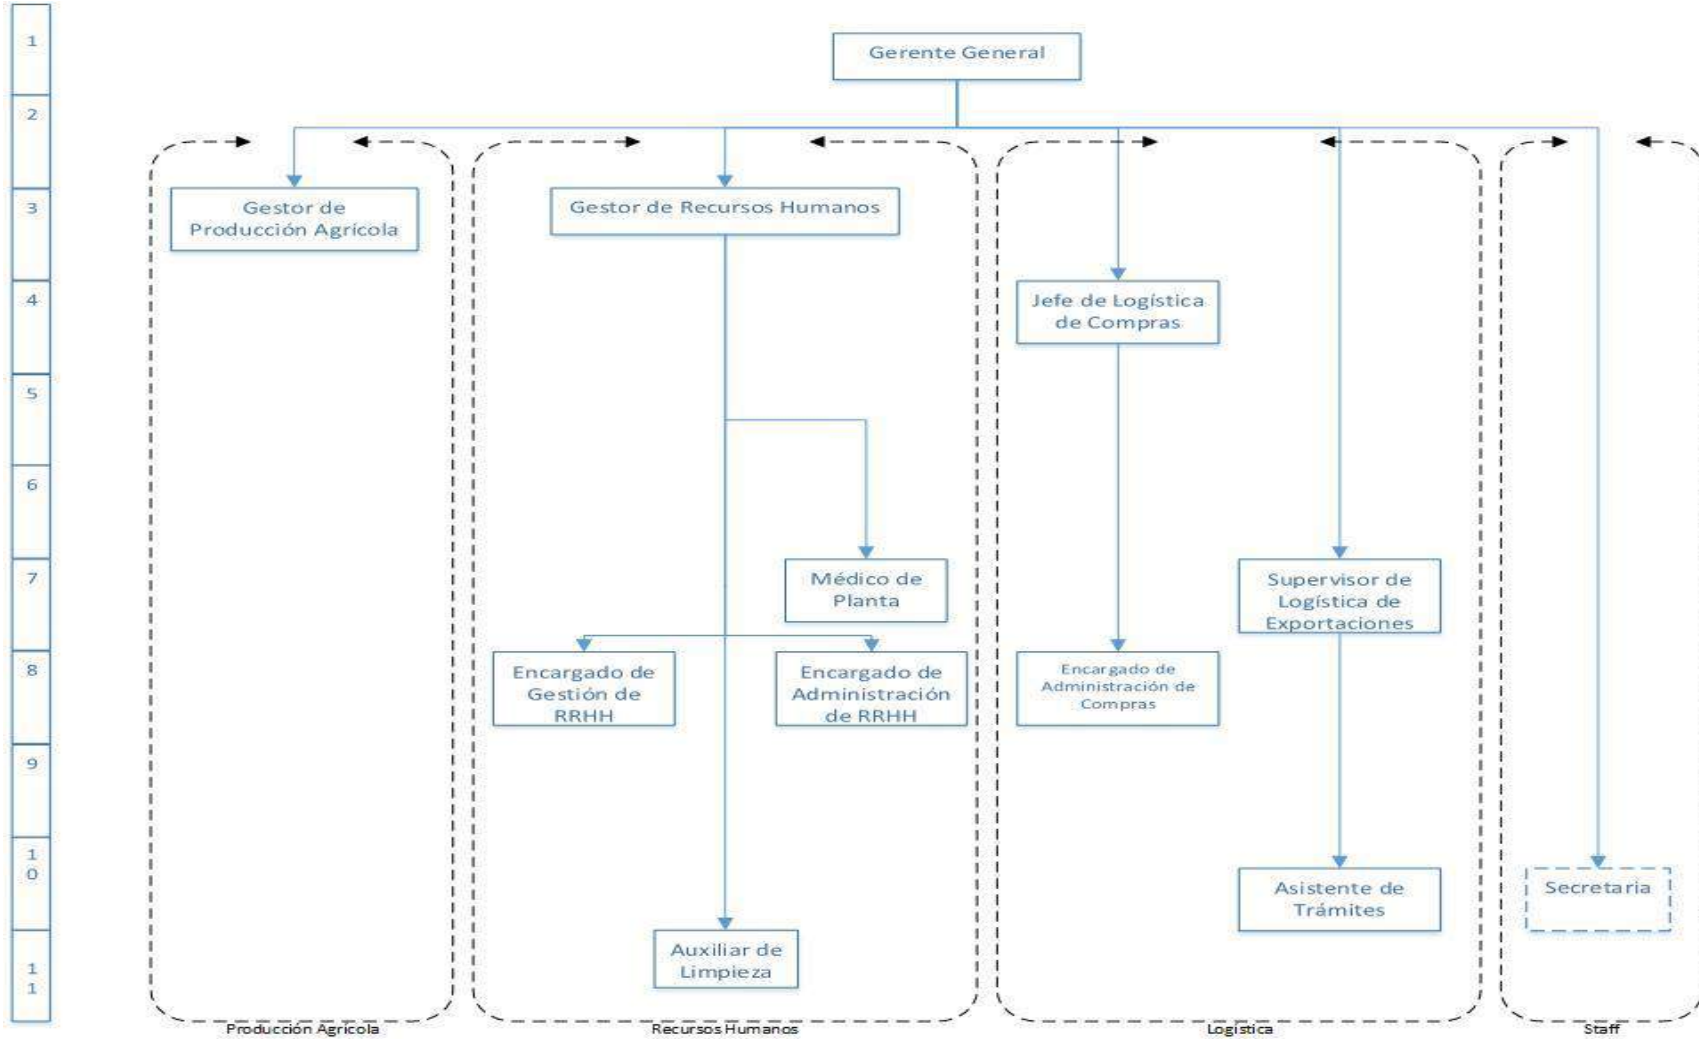 1
Gerente General
2
3
Gestor de
Producción Agrícola
Gestor de Recursos Humanos
4
Jefe de Logística
de Compras
5
6
7
Médico de
Planta
Supervisor de
Logística de
Exportaciones
8
Encargado de
Gestión de
RRHH
Encargado de
Administración
de RRHH
Encargado de
Administración de
Compras
9
1
0
Asistente de
Trámites
Secretaria
1
1
Auxiliar de
Limpieza
Producción Agrícola
Recursos Humanos
Logística
Staff